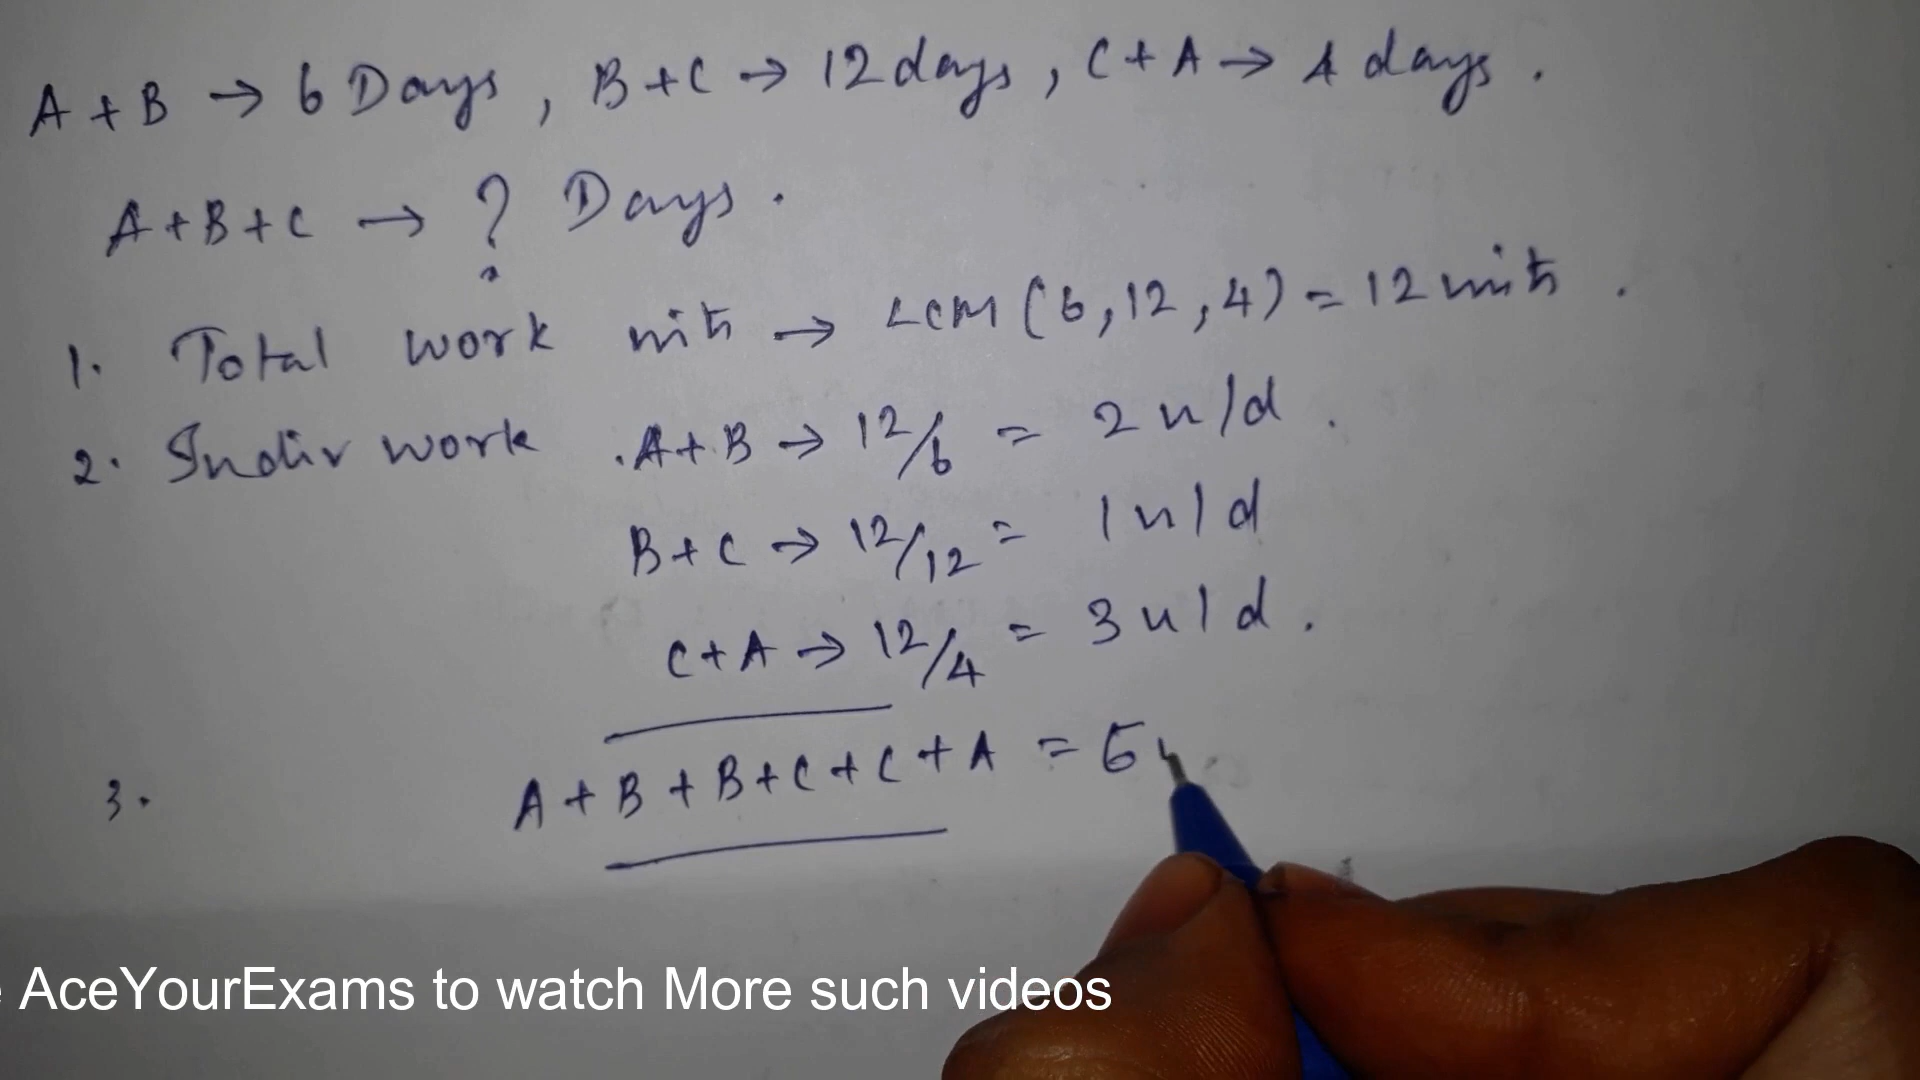 A + B → 6 Days, B+C → 12 days, C+A → 4 days.
A+B+C → ? Days.
1. Total work units → LCM (6,12,4) = 12 units.
2. Indiv work A+B → 12/6 = 2 u/d.
B+C → 12/12 = 1 u/d
C+A → 12/4 = 3 u/d.
3. A+B+B+C+C+A = 6 u
AceYourExams to watch More such videos